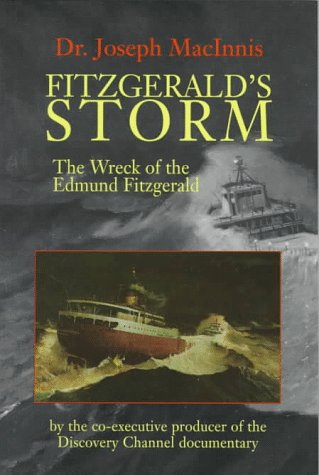 Dr. Joseph MacInnis
FITZGERALD'S
STORM
The Wreck of the
Edmund Fitzgerald
by the co-executive producer of the
Discovery Channel documentary